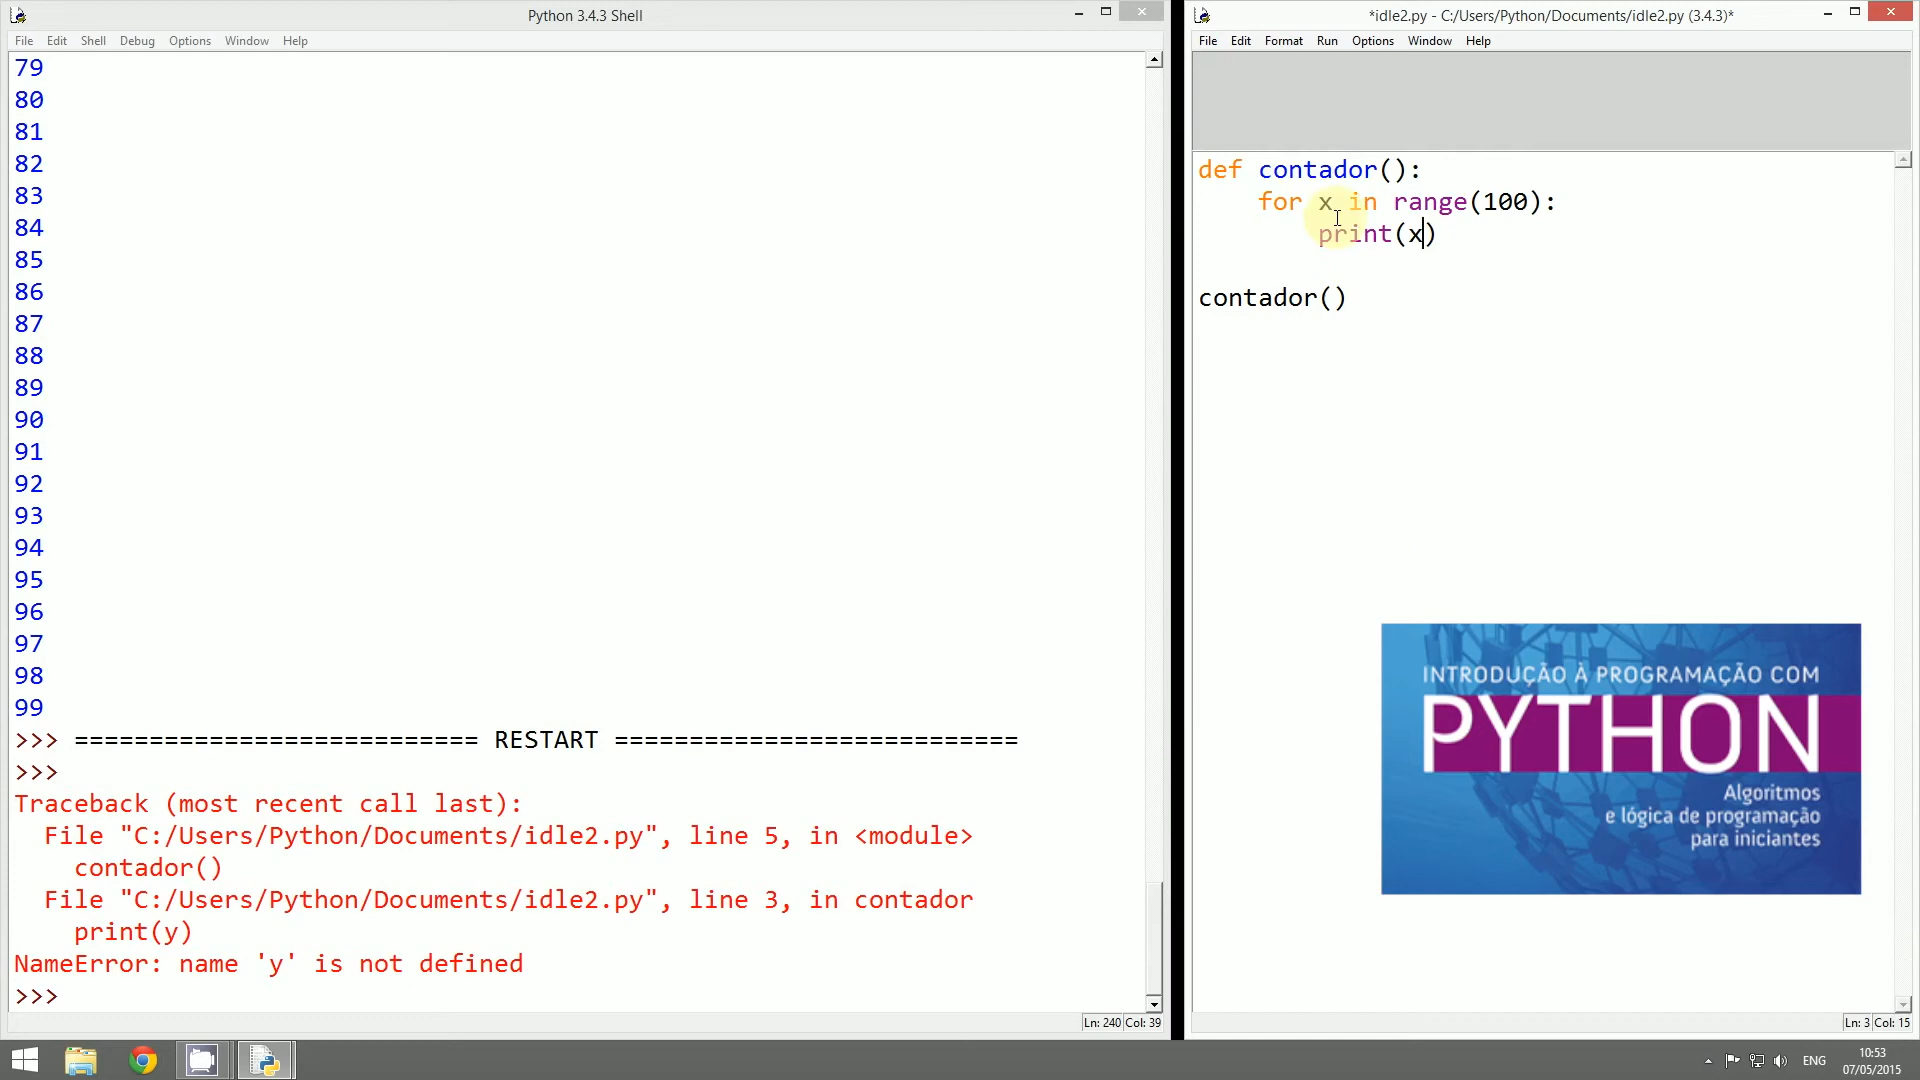 Python 3.4.3 Shell
File Edit Shell Debug Options Window Help
79
80
81
82
83
84
85
86
87
88
89
90
91
92
93
94
95
96
97
98
99
>>> =========================== RESTART ===========================
>>>
Traceback (most recent call last):
  File "C:/Users/Python/Documents/idle2.py", line 5, in <module>
    contador()
  File "C:/Users/Python/Documents/idle2.py", line 3, in contador
    print(y)
NameError: name 'y' is not defined
>>>
Ln: 240 Col: 39
*idle2.py - C:/Users/Python/Documents/idle2.py (3.4.3)*
File Edit Format Run Options Window Help
def contador():
    for x in range(100):
        print(x)
contador()
INTRODUÇÃO À PROGRAMAÇÃO COM
PYTHON
Algoritmos
e lógica de programação
para iniciantes
Ln: 3 Col: 15
ENG
10:53
07/05/2015